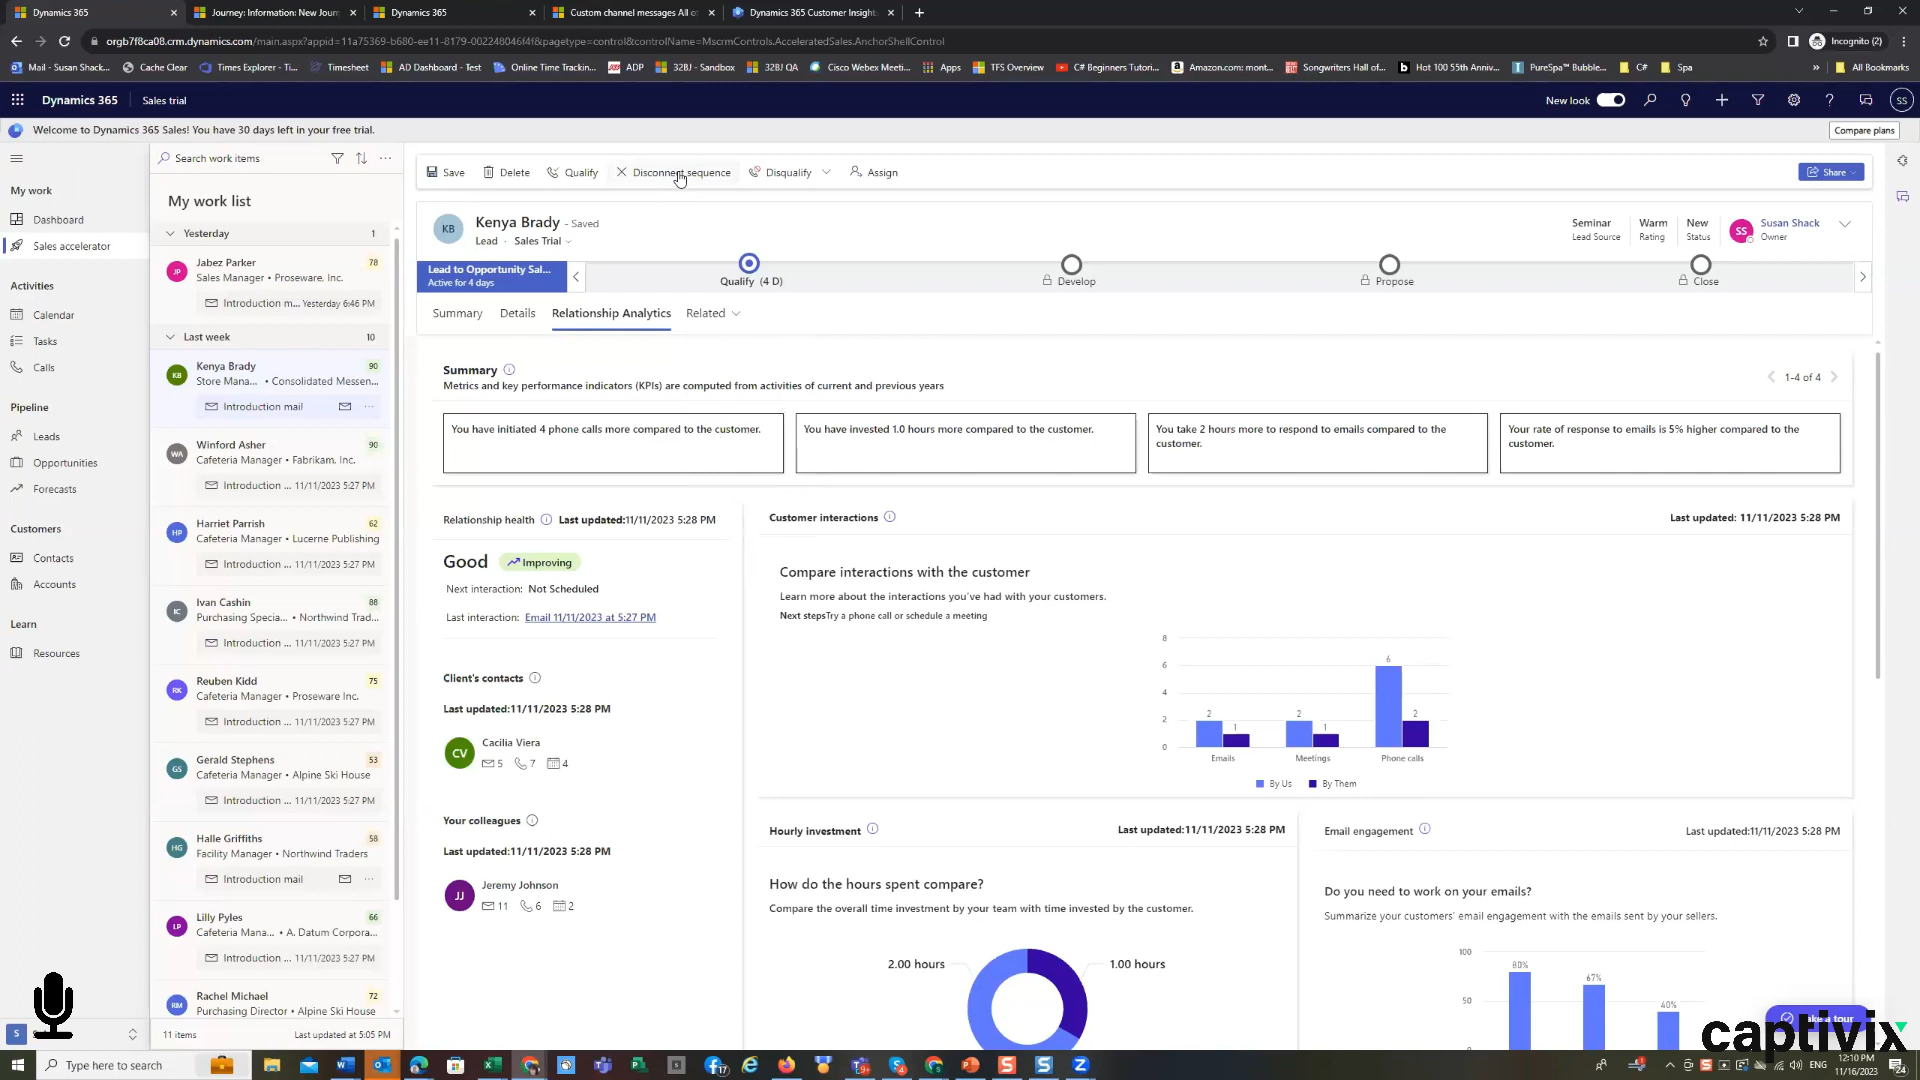 Dynamics 365
Journey: Information: New Journ
Dynamics 365
Custom channel messages All o
Dynamics 365 Customer Insight
orgb7f8ca08.crm.dynamics.com/main.aspx?appid=11a75369-b680-ee11-8179-002248046f4f&pagetype=control&controlName=MscrmControls.AcceleratedSales.AnchorShellControl
Incognito (2)
Mail - Susan Shack...
Cache Clear
Times Explorer - Ti...
Timesheet
AD Dashboard - Test
Online Time Trackin...
ADP
32BJ - Sandbox
32BJ QA
Cisco Webex Meeti...
Apps
TFS Overview
C# Beginners Tutori...
Amazon.com: mont...
Songwriters Hall of...
Hot 100 55th Anniv...
PureSpa™ Bubble...
C#
Spa
All Bookmarks
Dynamics 365
Sales trial
New look
SS
Welcome to Dynamics 365 Sales! You have 30 days left in your free trial.
Compare plans
My work
Dashboard
Sales accelerator
Activities
Calendar
Tasks
Calls
Pipeline
Leads
Opportunities
Forecasts
Customers
Contacts
Accounts
Learn
Resources
S
Search work items
My work list
Yesterday 1
JP Jabez Parker 78
Sales Manager • Proseware, Inc.
Introduction m... Yesterday 6:46 PM
Last week 10
KB Kenya Brady 90
Store Mana... • Consolidated Messen...
Introduction mail
WA Winford Asher 90
Cafeteria Manager • Fabrikam, Inc.
Introduction ... 11/11/2023 5:27 PM
HP Harriet Parrish 62
Cafeteria Manager • Lucerne Publishing
Introduction ... 11/11/2023 5:27 PM
IC Ivan Cashin 88
Purchasing Specia... • Northwind Trad...
Introduction ... 11/11/2023 5:27 PM
RK Reuben Kidd 75
Cafeteria Manager • Proseware Inc.
Introduction ... 11/11/2023 5:27 PM
GS Gerald Stephens 53
Cafeteria Manager • Alpine Ski House
Introduction ... 11/11/2023 5:27 PM
HG Halle Griffiths 58
Facility Manager • Northwind Traders
Introduction mail
LP Lilly Pyles 66
Cafeteria Mana... • A. Datum Corpora...
Introduction ... 11/11/2023 5:27 PM
RM Rachel Michael 72
Purchasing Director • Alpine Ski House
11 items Last updated at 5:05 PM
Save
Delete
Qualify
Disconnect sequence
Disqualify
Assign
Share
KB Kenya Brady - Saved
Lead · Sales Trial
Seminar
Lead Source
Warm
Rating
New
Status
SS Susan Shack
Owner
Lead to Opportunity Sal...
Active for 4 days
Qualify (4 D)
Develop
Propose
Close
Summary
Details
Relationship Analytics
Related
Summary
Metrics and key performance indicators (KPIs) are computed from activities of current and previous years
1-4 of 4
You have initiated 4 phone calls more compared to the customer.
You have invested 1.0 hours more compared to the customer.
You take 2 hours more to respond to emails compared to the
customer.
Your rate of response to emails is 5% higher compared to the
customer.
Relationship health Last updated:11/11/2023 5:28 PM
Good Improving
Next interaction: Not Scheduled
Last interaction: Email 11/11/2023 at 5:27 PM
Client's contacts
Last updated:11/11/2023 5:28 PM
CV Cacilia Viera
5 7 4
Your colleagues
Last updated:11/11/2023 5:28 PM
JJ Jeremy Johnson
11 6 2
Customer interactions Last updated: 11/11/2023 5:28 PM
Compare interactions with the customer
Learn more about the interactions you've had with your customers.
Next stepsTry a phone call or schedule a meeting
8
6
4
2
0
2 1 2 1 6 2
Emails Meetings Phone calls
By Us By Them
Hourly investment Last updated:11/11/2023 5:28 PM
How do the hours spent compare?
Compare the overall time investment by your team with time invested by the customer.
2.00 hours 1.00 hours
Email engagement Last updated:11/11/2023 5:28 PM
Do you need to work on your emails?
Summarize your customers' email engagement with the emails sent by your sellers.
100
50
80% 67% 40%
ake a tour
captivix
Type here to search
17
9+
ENG
12:10 PM
11/16/2023
24